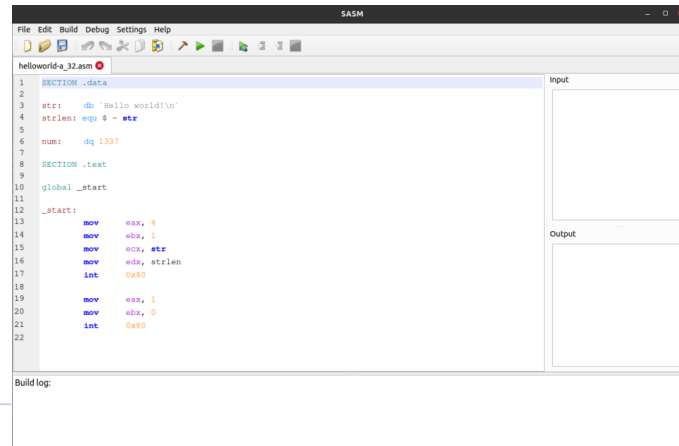 SASM
File Edit Build Debug Settings Help
helloworld-a_32.asm
1 SECTION .data
2
3 str: db `Hello world!\n`
4 strlen: equ $ - str
5
6 num: dq 1337
7
8 SECTION .text
9
10 global _start
11
12 _start:
13 mov eax, 4
14 mov ebx, 1
15 mov ecx, str
16 mov edx, strlen
17 int 0x80
18
19 mov eax, 1
20 mov ebx, 0
21 int 0x80
22
Input
Output
Build log: